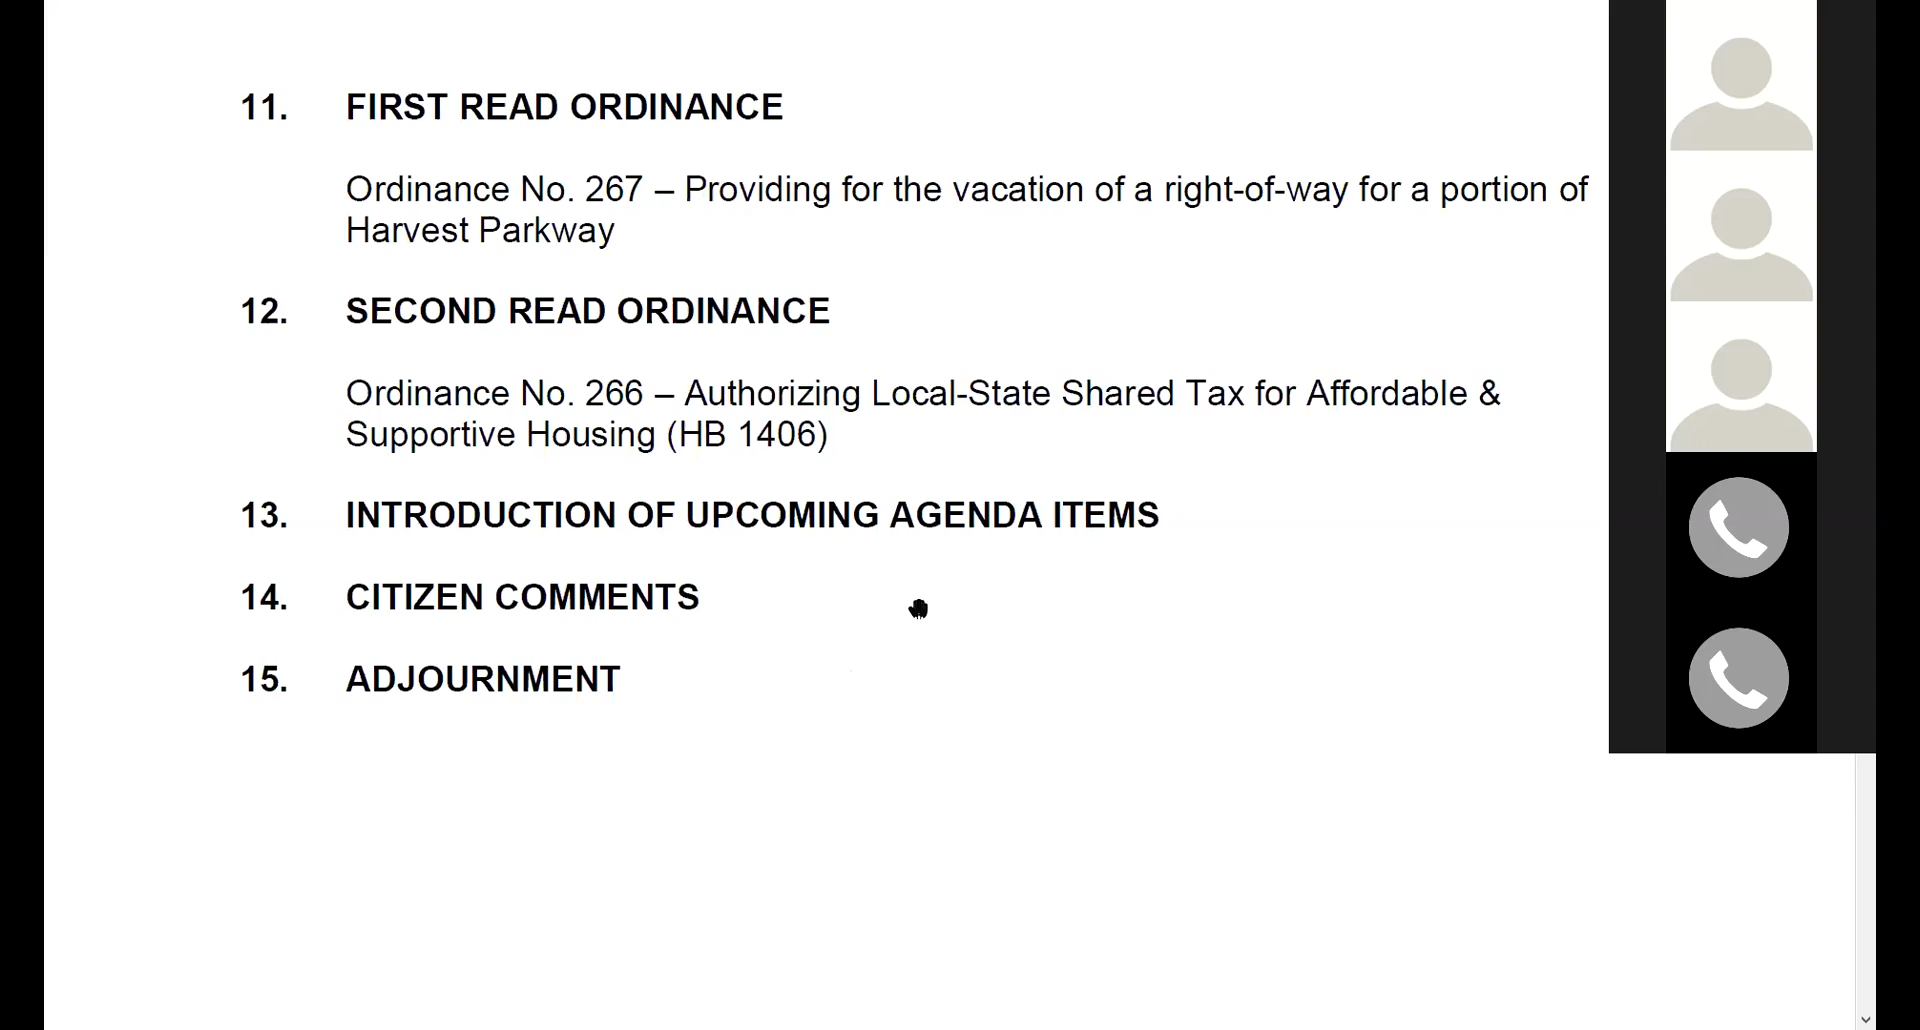 11. FIRST READ ORDINANCE
Ordinance No. 267 – Providing for the vacation of a right-of-way for a portion of
Harvest Parkway
12. SECOND READ ORDINANCE
Ordinance No. 266 – Authorizing Local-State Shared Tax for Affordable &
Supportive Housing (HB 1406)
13. INTRODUCTION OF UPCOMING AGENDA ITEMS
14. CITIZEN COMMENTS
15. ADJOURNMENT